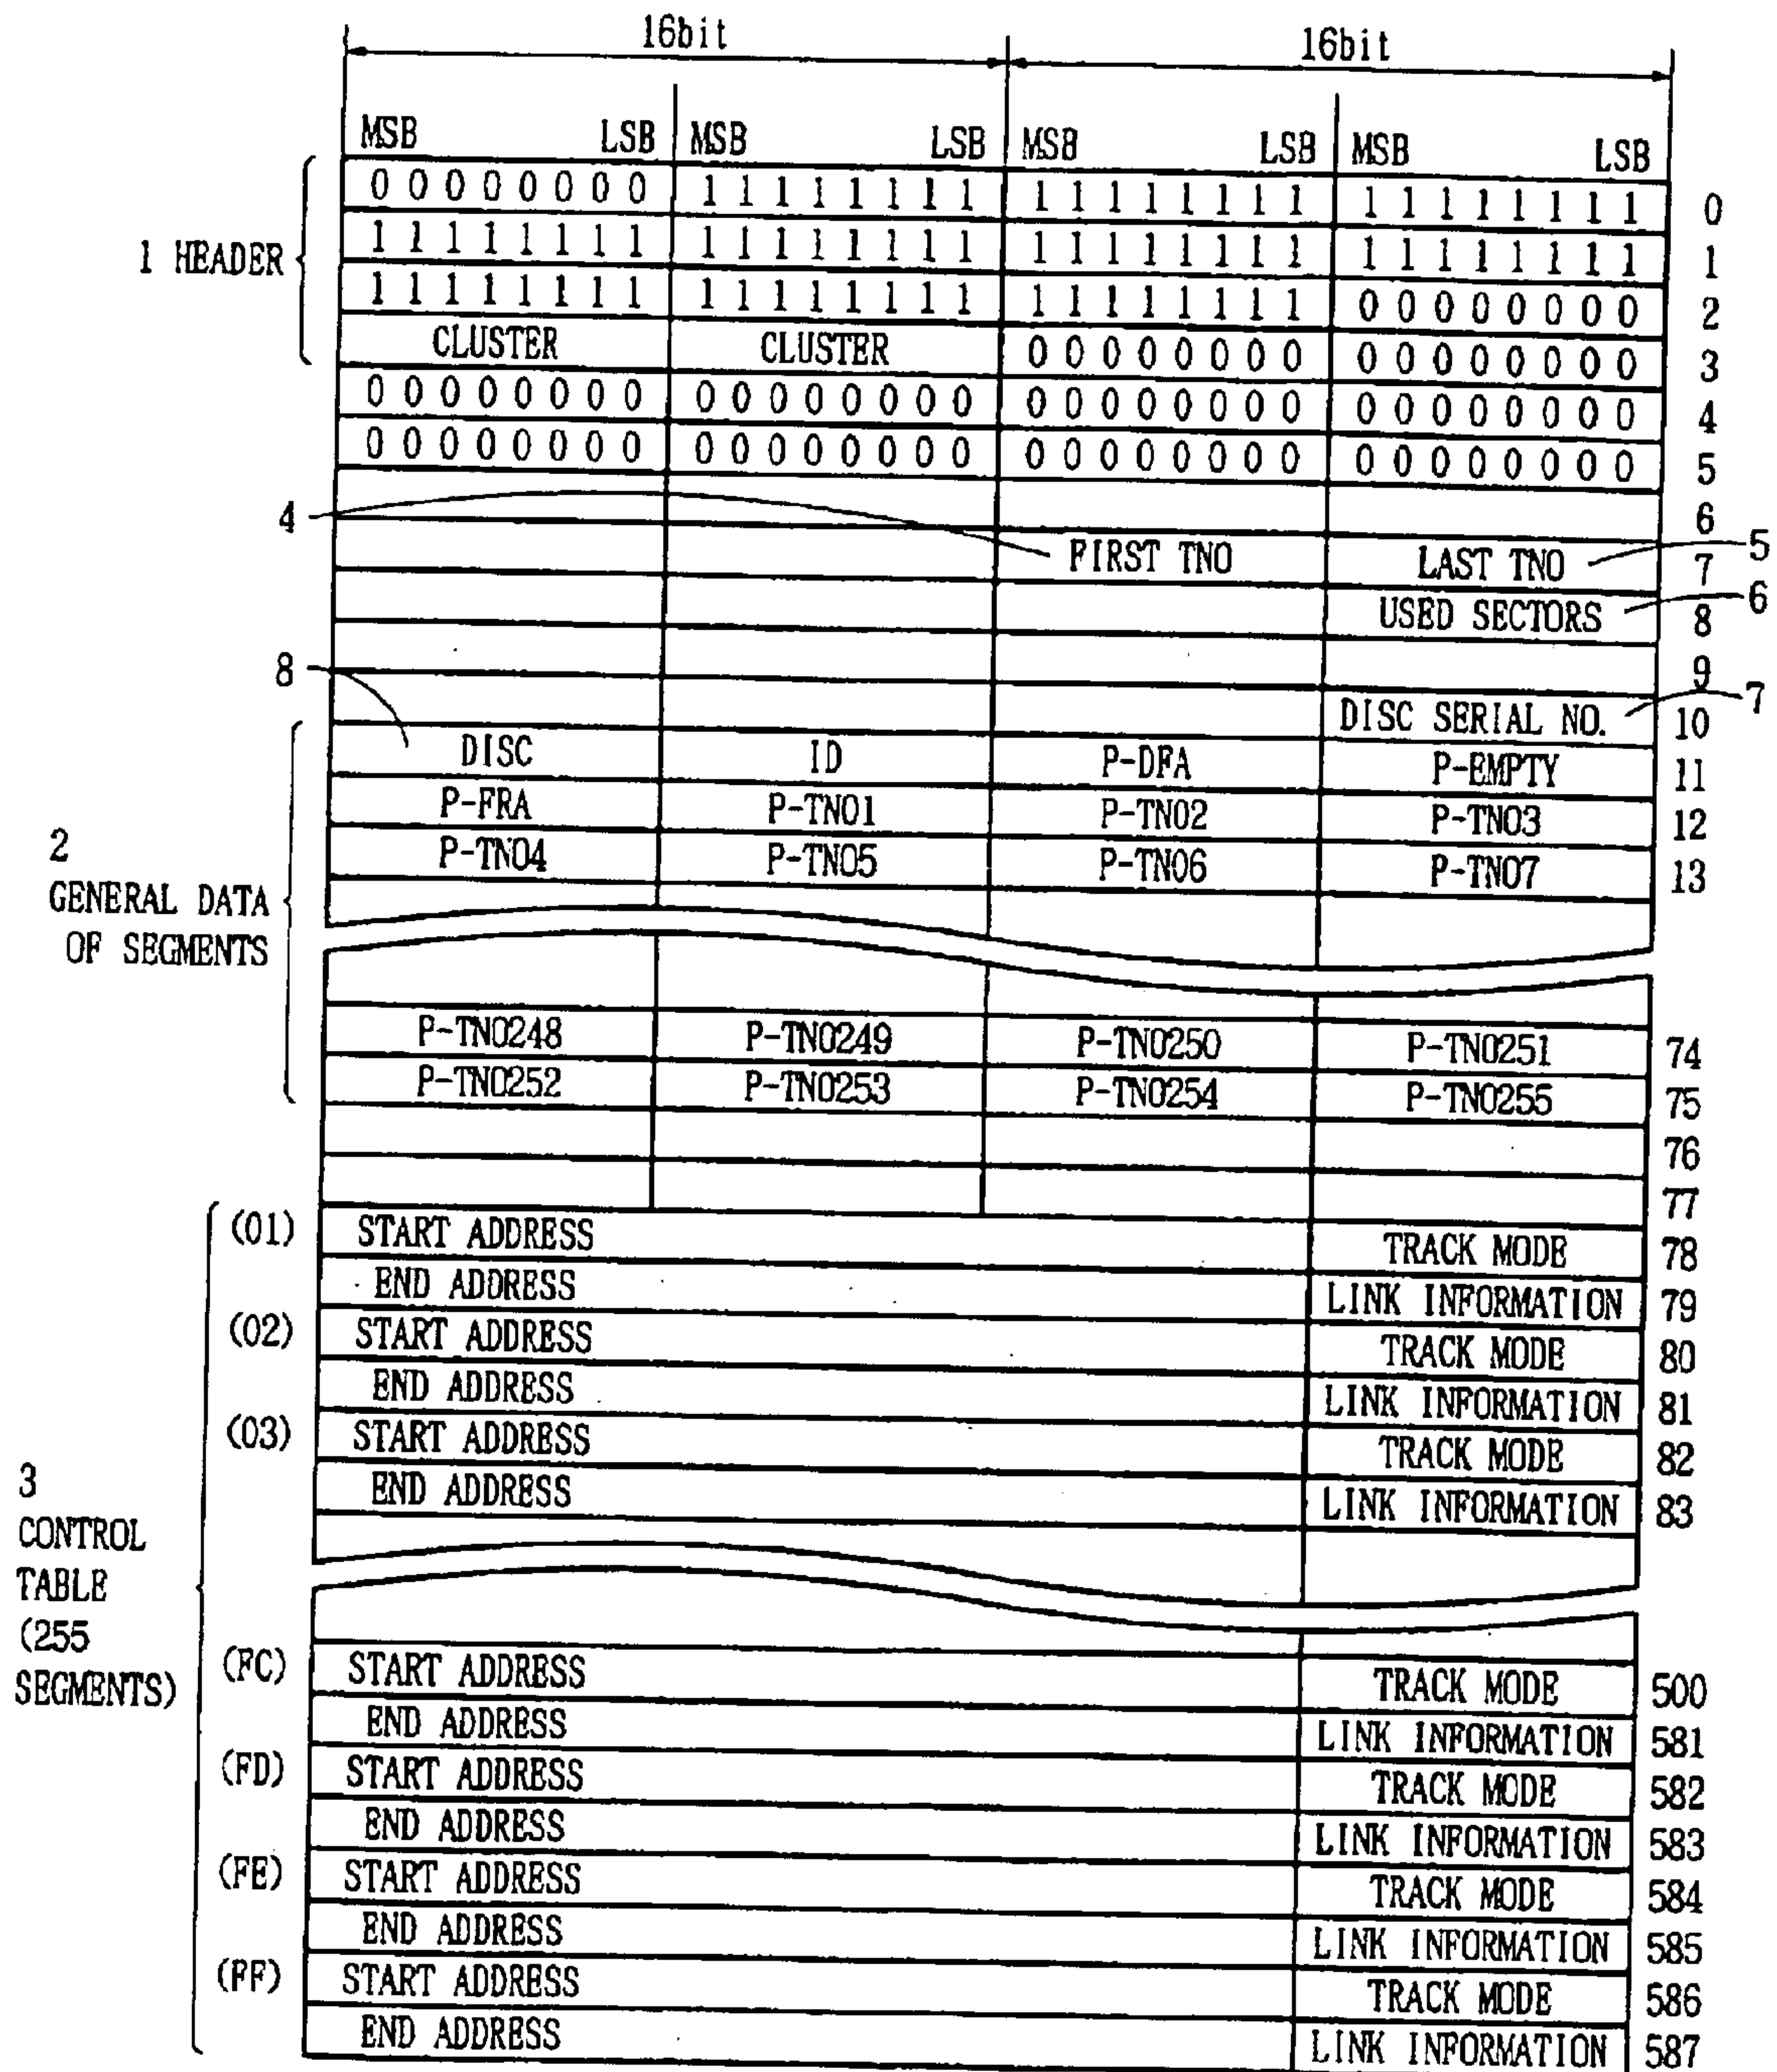 16bit 16bit
MSB LSB MSB LSB MSB LSB MSB LSB
1 HEADER
0 0 0 0 0 0 0 0 1 1 1 1 1 1 1 1 1 1 1 1 1 1 1 1 1 1 1 1 1 1 1 1 0
1 1 1 1 1 1 1 1 1 1 1 1 1 1 1 1 1 1 1 1 1 1 1 1 1 1 1 1 1 1 1 1 1
1 1 1 1 1 1 1 1 1 1 1 1 1 1 1 1 1 1 1 1 1 1 1 1 0 0 0 0 0 0 0 0 2
CLUSTER CLUSTER 0 0 0 0 0 0 0 0 0 0 0 0 0 0 0 0 3
0 0 0 0 0 0 0 0 0 0 0 0 0 0 0 0 0 0 0 0 0 0 0 0 0 0 0 0 0 0 0 0 4
0 0 0 0 0 0 0 0 0 0 0 0 0 0 0 0 0 0 0 0 0 0 0 0 0 0 0 0 0 0 0 0 5
6
4 FIRST TNO LAST TNO 7 5
USED SECTORS 8 6
9
8 DISC SERIAL NO. 10 7
2
GENERAL DATA
OF SEGMENTS
DISC ID P-DFA P-EMPTY 11
P-FRA P-TNO1 P-TNO2 P-TNO3 12
P-TNO4 P-TNO5 P-TNO6 P-TNO7 13
P-TNO248 P-TNO249 P-TNO250 P-TNO251 74
P-TNO252 P-TNO253 P-TNO254 P-TNO255 75
76
77
3
CONTROL
TABLE
(255
SEGMENTS)
(01) START ADDRESS TRACK MODE 78
END ADDRESS LINK INFORMATION 79
(02) START ADDRESS TRACK MODE 80
END ADDRESS LINK INFORMATION 81
(03) START ADDRESS TRACK MODE 82
END ADDRESS LINK INFORMATION 83
(FC) START ADDRESS TRACK MODE 500
END ADDRESS LINK INFORMATION 581
(FD) START ADDRESS TRACK MODE 582
END ADDRESS LINK INFORMATION 583
(FE) START ADDRESS TRACK MODE 584
END ADDRESS LINK INFORMATION 585
(FF) START ADDRESS TRACK MODE 586
END ADDRESS LINK INFORMATION 587